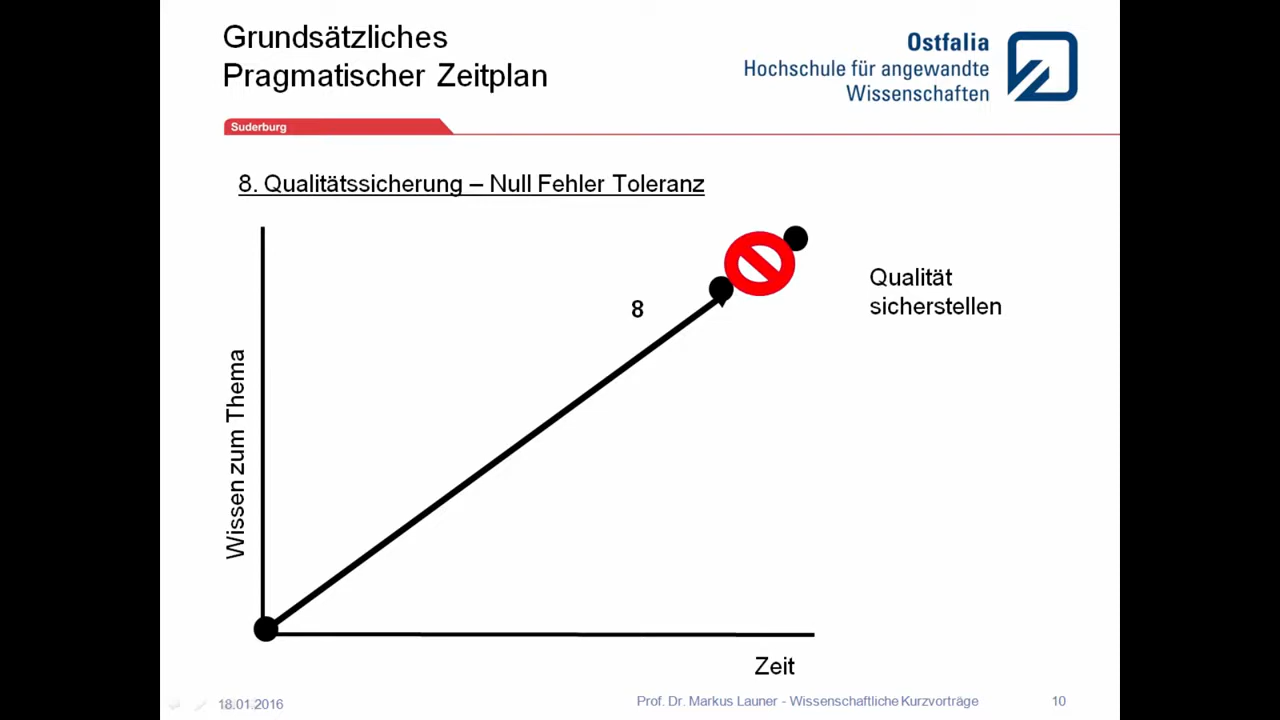 Grundsätzliches
Pragmatischer Zeitplan
Ostfalia
Hochschule für angewandte
Wissenschaften
Suderburg
8. Qualitätssicherung – Null Fehler Toleranz
8
Qualität
sicherstellen
Wissen zum Thema
Zeit
18.01.2016
Prof. Dr. Markus Launer - Wissenschaftliche Kurzvorträge
10